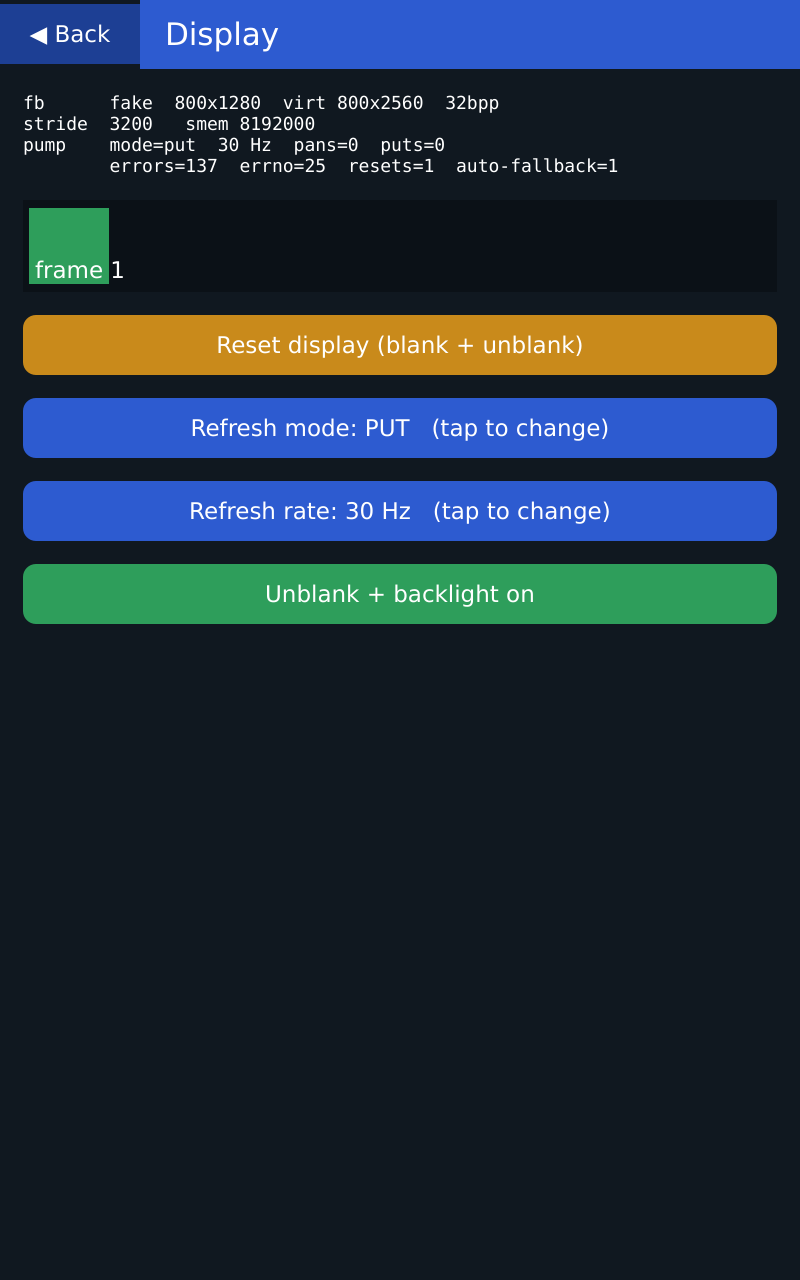 ◀ Back
Display
fb      fake  800x1280  virt 800x2560  32bpp
stride  3200   smem 8192000
pump    mode=put  30 Hz  pans=0  puts=0
        errors=137  errno=25  resets=1  auto-fallback=1
frame 1
Reset display (blank + unblank)
Refresh mode: PUT   (tap to change)
Refresh rate: 30 Hz   (tap to change)
Unblank + backlight on